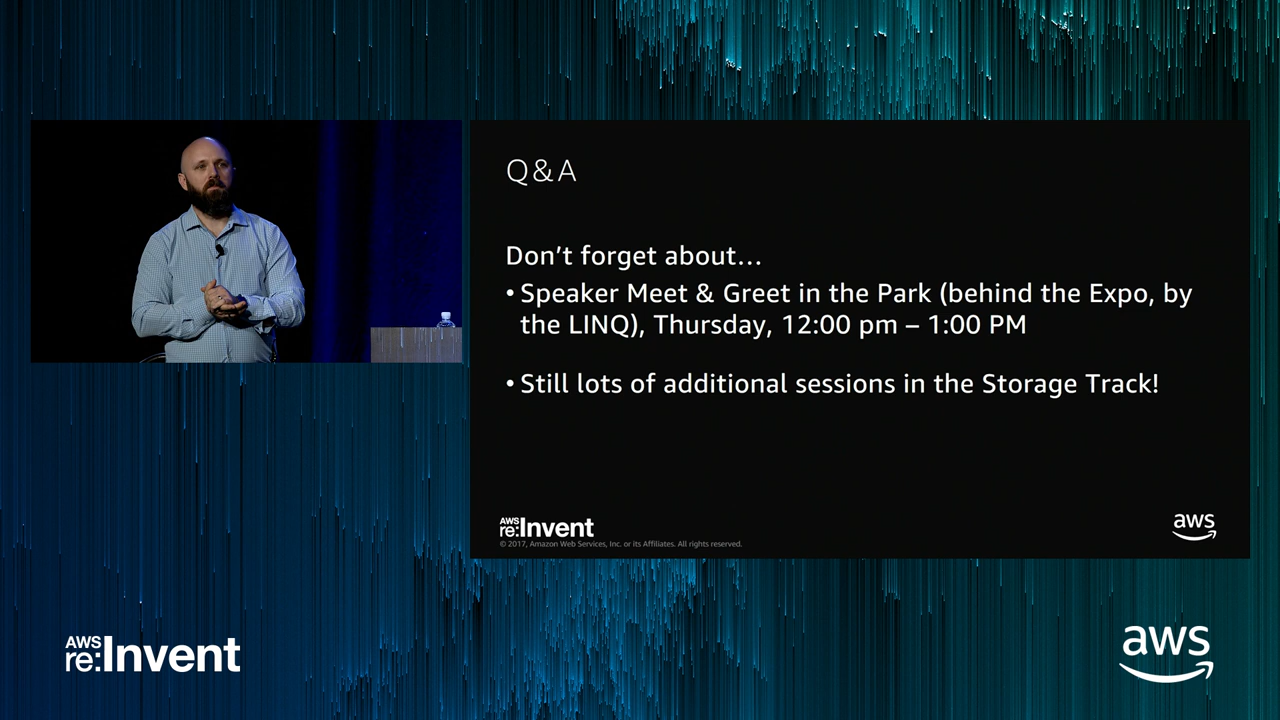 Q&A
Don't forget about…
• Speaker Meet & Greet in the Park (behind the Expo, by
the LINQ), Thursday, 12:00 pm – 1:00 PM
• Still lots of additional sessions in the Storage Track!
AWS
re:Invent
© 2017, Amazon Web Services, Inc. or its Affiliates. All rights reserved.
aws
AWS
re:Invent
aws